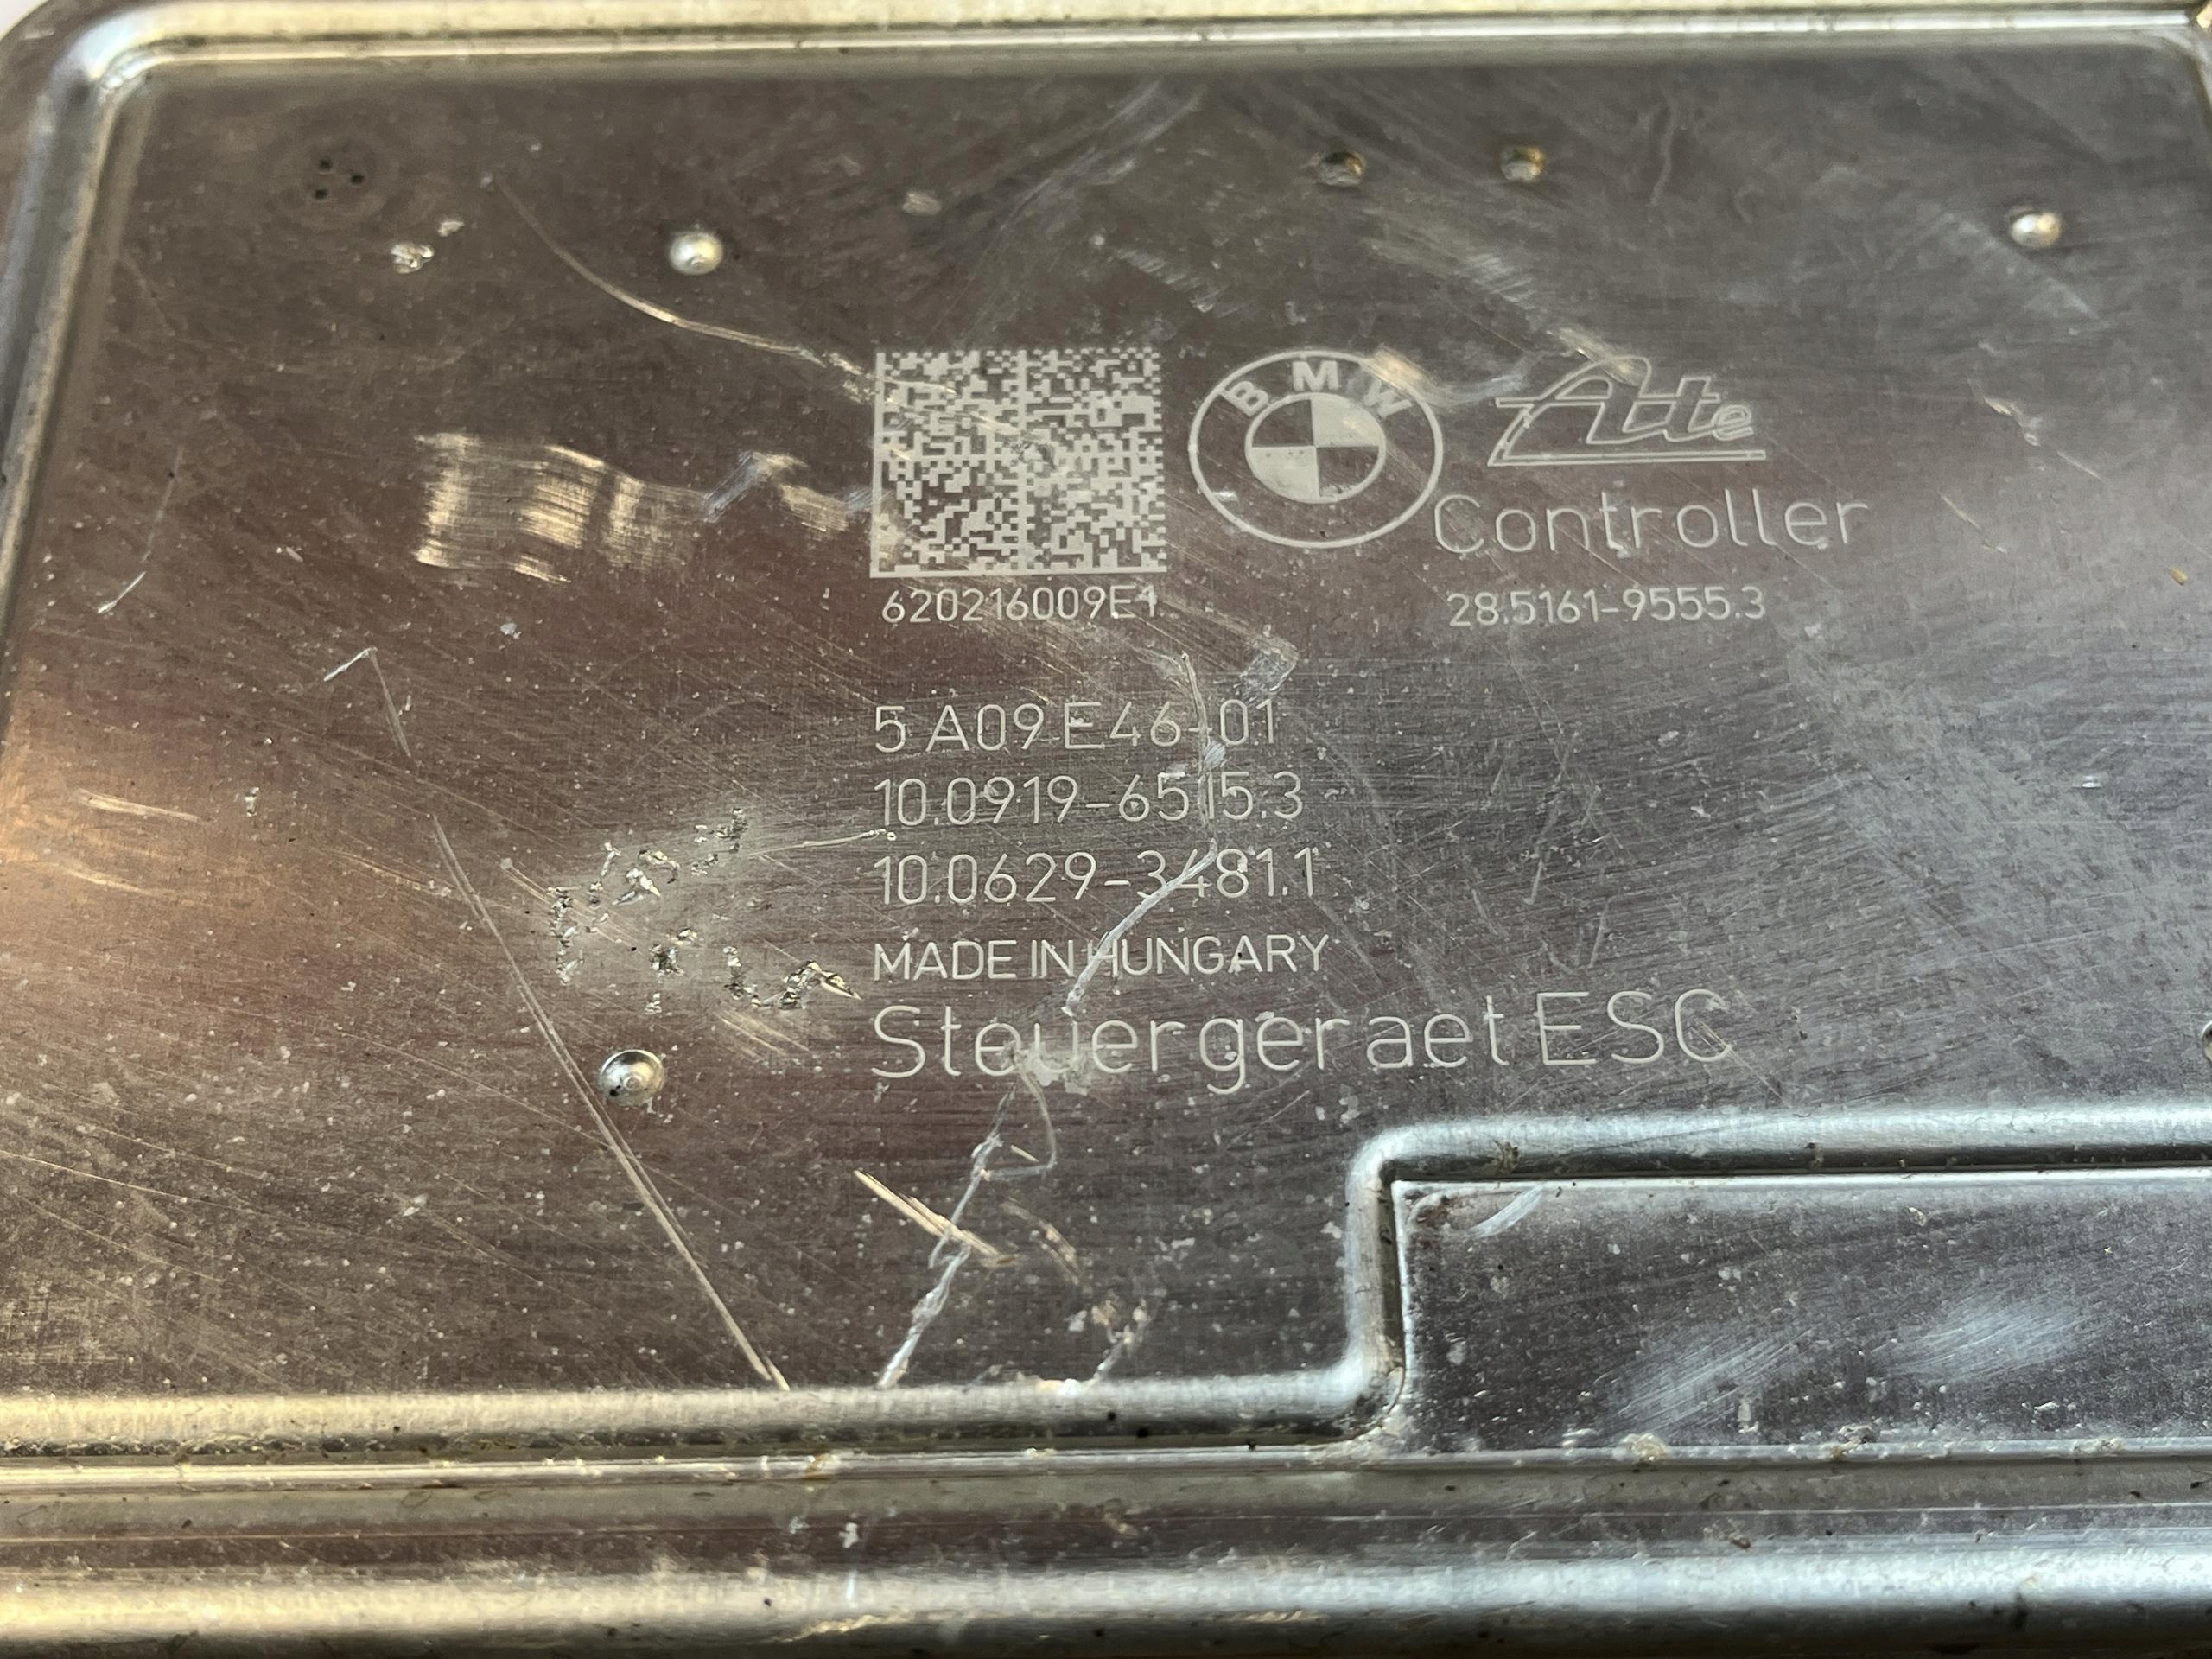 BMW
Ate
Controller
620216009E1
28.5161-9555.3
5 A09 E46-01
10.0919-6515.3
10.0629-3481.1
MADE IN HUNGARY
Steuergeraet ESC